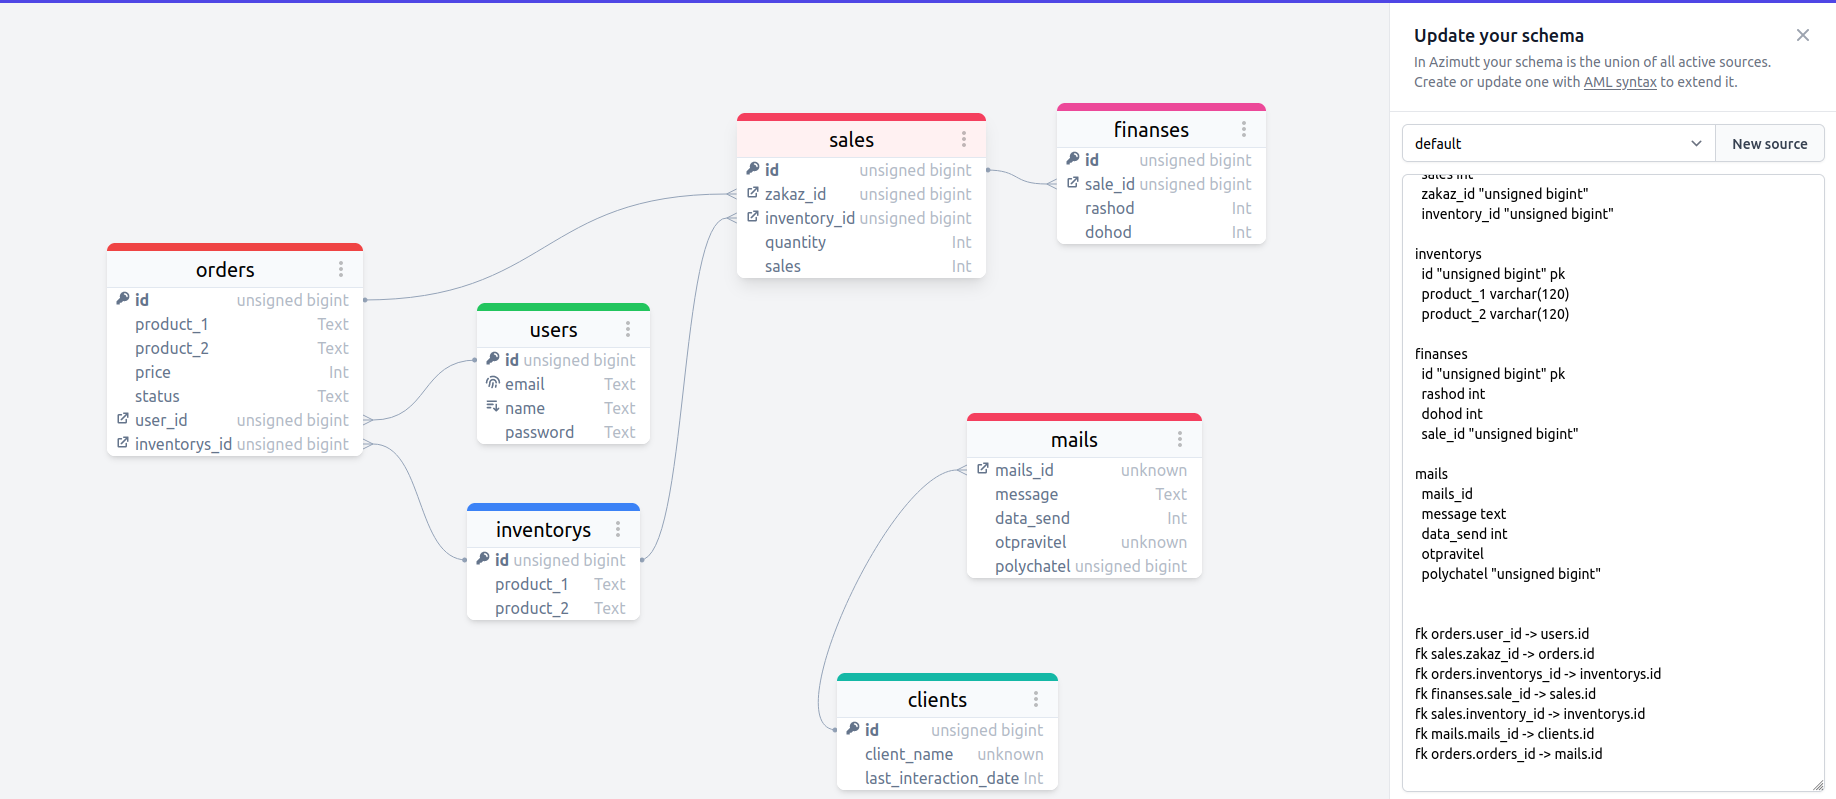 sales
id unsigned bigint
zakaz_id unsigned bigint
inventory_id unsigned bigint
quantity Int
sales Int
finanses
id unsigned bigint
sale_id unsigned bigint
rashod Int
dohod Int
orders
id unsigned bigint
product_1 Text
product_2 Text
price Int
status Text
user_id unsigned bigint
inventorys_id unsigned bigint
users
id unsigned bigint
email Text
name Text
password Text
inventorys
id unsigned bigint
product_1 Text
product_2 Text
mails
mails_id unknown
message Text
data_send Int
otpravitel unknown
polychatel unsigned bigint
clients
id unsigned bigint
client_name unknown
last_interaction_date Int
Update your schema
In Azimutt your schema is the union of all active sources.
Create or update one with AML syntax to extend it.
default
New source
sales int
zakaz_id "unsigned bigint"
inventory_id "unsigned bigint"
inventorys
id "unsigned bigint" pk
product_1 varchar(120)
product_2 varchar(120)
finanses
id "unsigned bigint" pk
rashod int
dohod int
sale_id "unsigned bigint"
mails
mails_id
message text
data_send int
otpravitel
polychatel "unsigned bigint"
fk orders.user_id -> users.id
fk sales.zakaz_id -> orders.id
fk orders.inventorys_id -> inventorys.id
fk finanses.sale_id -> sales.id
fk sales.inventory_id -> inventorys.id
fk mails.mails_id -> clients.id
fk orders.orders_id -> mails.id